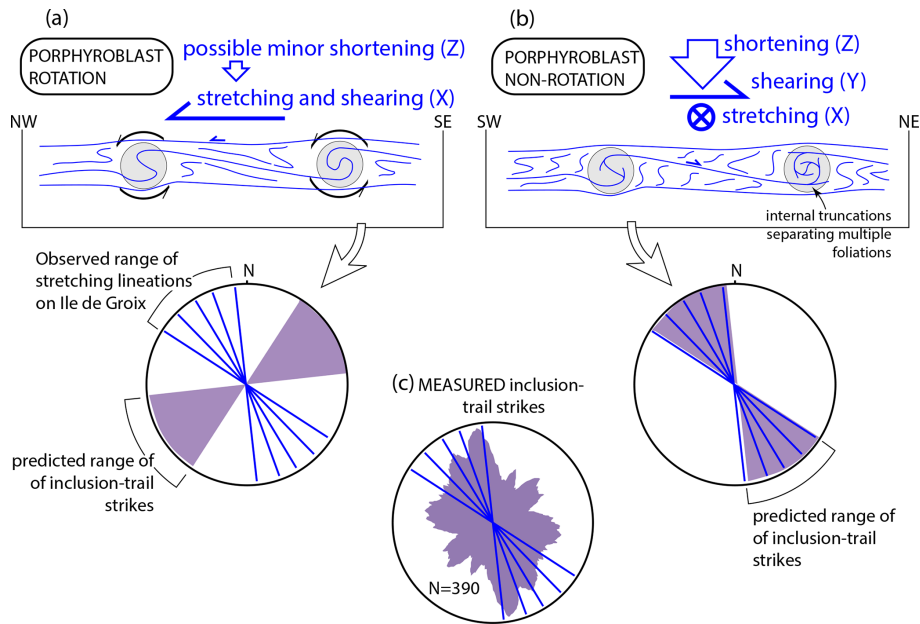 (a)
PORPHYROBLAST
ROTATION
possible minor shortening (Z)
stretching and shearing (X)
NW
SE
Observed range of
stretching lineations
on Ile de Groix
N
predicted range of
of inclusion-trail
strikes
(b)
PORPHYROBLAST
NON-ROTATION
shortening (Z)
shearing (Y)
stretching (X)
SW
NE
internal truncations
separating multiple
foliations
N
predicted range of
of inclusion-trail
strikes
(c) MEASURED inclusion-
trail strikes
N=390